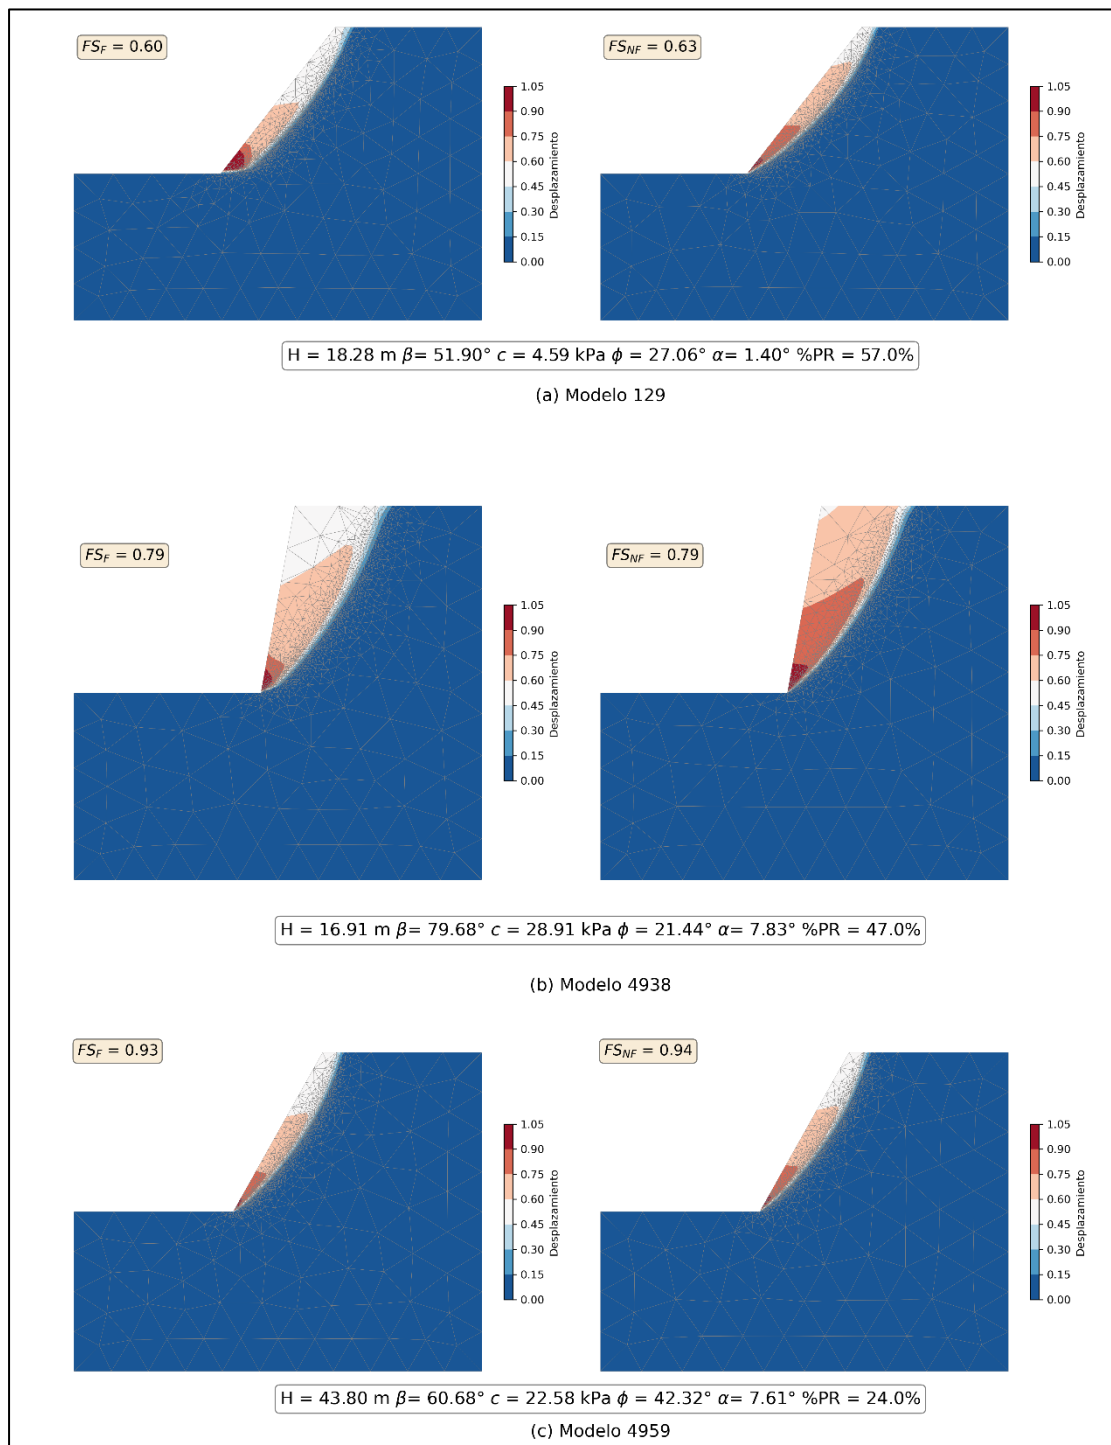 FS_F = 0.60
FS_NF = 0.63
1.05
0.90
0.75
0.60
0.45
0.30
0.15
0.00
Desplazamiento
1.05
0.90
0.75
0.60
0.45
0.30
0.15
0.00
Desplazamiento
H = 18.28 m β= 51.90° c = 4.59 kPa ϕ = 27.06° α= 1.40° %PR = 57.0%
(a) Modelo 129
FS_F = 0.79
FS_NF = 0.79
1.05
0.90
0.75
0.60
0.45
0.30
0.15
0.00
Desplazamiento
1.05
0.90
0.75
0.60
0.45
0.30
0.15
0.00
Desplazamiento
H = 16.91 m β= 79.68° c = 28.91 kPa ϕ = 21.44° α= 7.83° %PR = 47.0%
(b) Modelo 4938
FS_F = 0.93
FS_NF = 0.94
1.05
0.90
0.75
0.60
0.45
0.30
0.15
0.00
Desplazamiento
1.05
0.90
0.75
0.60
0.45
0.30
0.15
0.00
Desplazamiento
H = 43.80 m β= 60.68° c = 22.58 kPa ϕ = 42.32° α= 7.61° %PR = 24.0%
(c) Modelo 4959